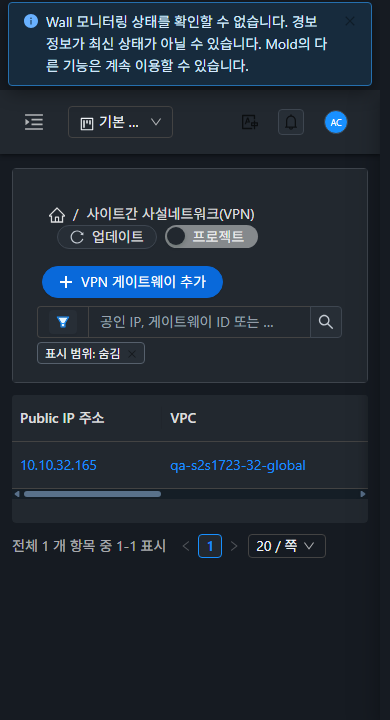 Wall 모니터링 상태를 확인할 수 없습니다. 경보
정보가 최신 상태가 아닐 수 있습니다. Mold의 다
른 기능은 계속 이용할 수 있습니다.
기본 ...
AC
/ 사이트간 사설네트워크(VPN)
업데이트 프로젝트
VPN 게이트웨이 추가
공인 IP, 게이트웨이 ID 또는 ...
표시 범위: 숨김
Public IP 주소 VPC
10.10.32.165 qa-s2s1723-32-global
전체 1 개 항목 중 1-1 표시 1 20 / 쪽